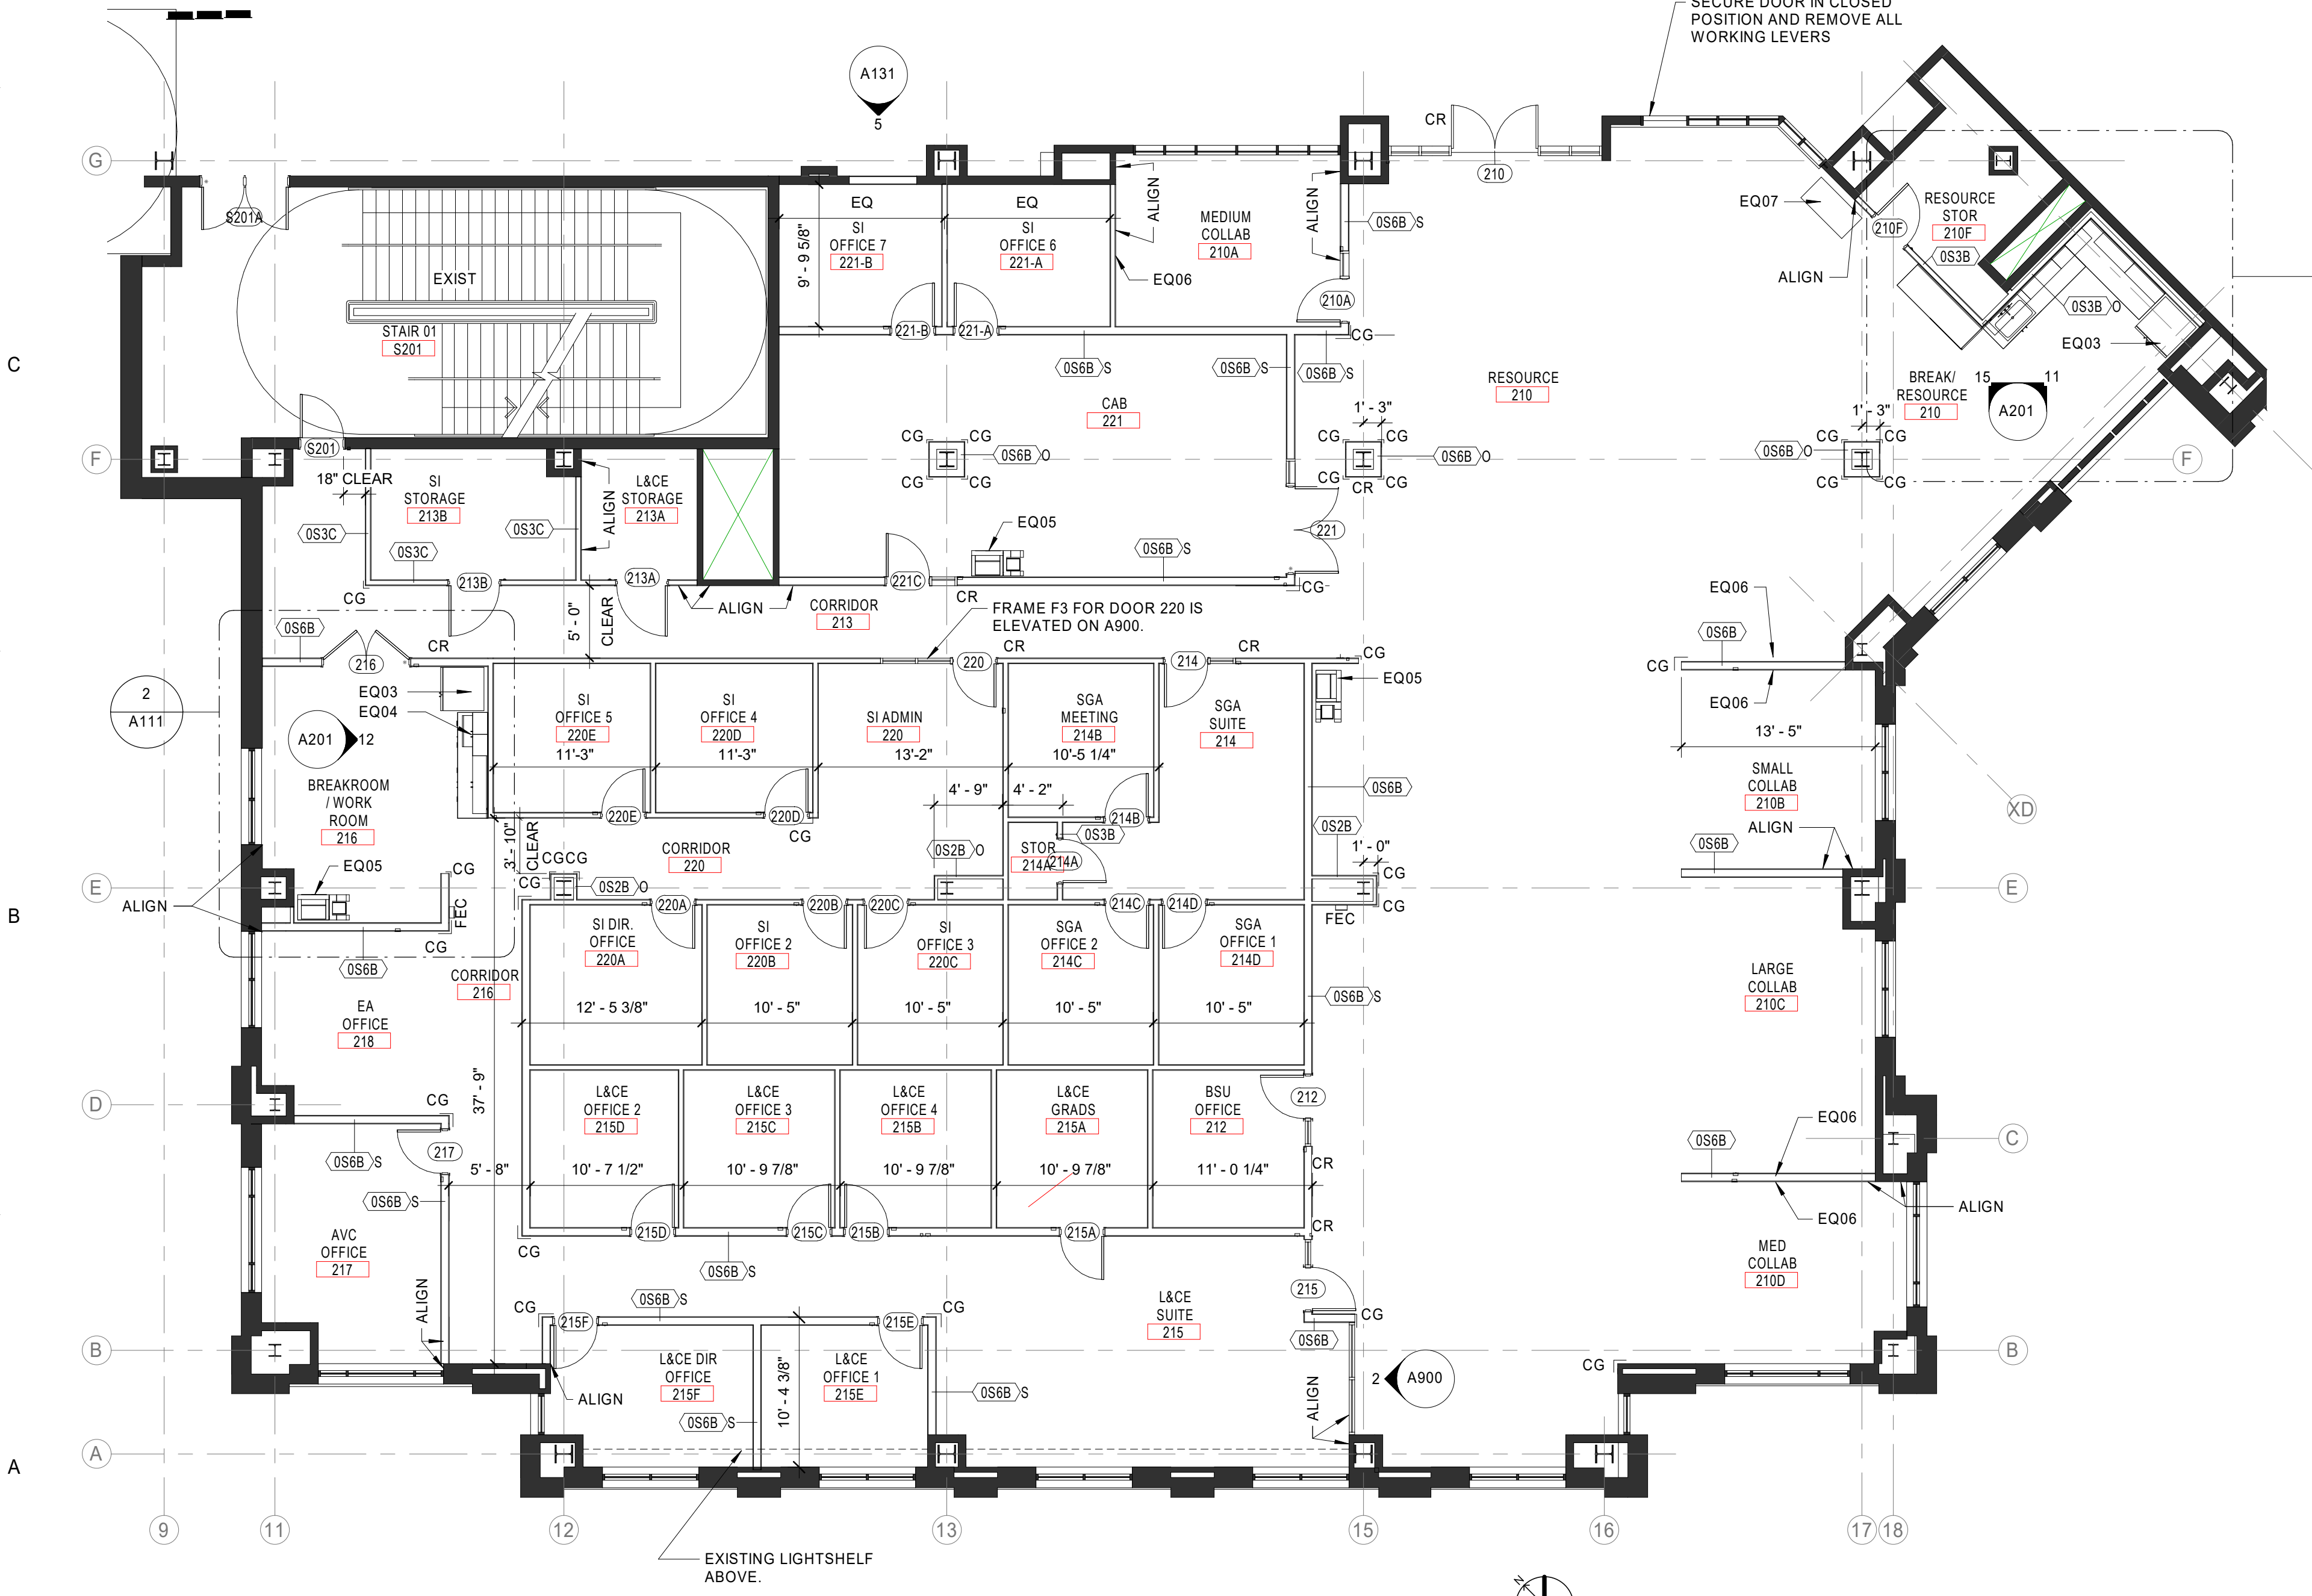 SECURE DOOR IN CLOSED
POSITION AND REMOVE ALL
WORKING LEVERS
A131
5
CR
G
210
S201A
EQ
EQ
ALIGN
ALIGN
MEDIUM
COLLAB
210A
0S6B S
EQ07
RESOURCE
STOR
210F
210F
0S3B
SI
OFFICE 7
221-B
SI
OFFICE 6
221-A
9' - 9 5/8"
EQ06
ALIGN
EXIST
STAIR 01
S201
210A
0S3B O
221-B
221-A
CG
EQ03
C
0S6B S
0S6B S
0S6B S
RESOURCE
210
BREAK/
RESOURCE
210
15
11
A201
CAB
221
1' - 3"
1' - 3"
CG
CG
CG
CG
CG
CG
F
S201
0S6B O
0S6B O
0S6B O
F
18" CLEAR
CG
CG
CG
CG
CR
CG
CG
SI
STORAGE
213B
L&CE
STORAGE
213A
ALIGN
0S3C
0S3C
0S3C
EQ05
221
0S6B S
213B
213A
221C
CG
CG
CR
ALIGN
CORRIDOR
213
FRAME F3 FOR DOOR 220 IS
ELEVATED ON A900.
5' - 0"
CLEAR
EQ06
0S6B
0S6B
216
CR
220
CR
214
CR
CG
CG
EQ06
2
A111
EQ03
EQ04
A201
12
SI
OFFICE 5
220E
11'-3"
SI
OFFICE 4
220D
11'-3"
SI ADMIN
220
13'-2"
SGA
MEETING
214B
10'-5 1/4"
SGA
SUITE
214
EQ05
13' - 5"
SMALL
COLLAB
210B
XD
BREAKROOM
/ WORK
ROOM
216
0S6B
4' - 9"
4' - 2"
220E
220D
CG
214B
0S3B
0S2B
ALIGN
0S6B
3' - 10"
CLEAR
CORRIDOR
220
0S2B O
STOR
214A
214A
1' - 0"
EQ05
CG
CGCG
CG
0S2B O
CG
CG
E
E
ALIGN
FEC
CG
0S6B
220A
220B
220C
214C
214D
FEC
B
SI DIR.
OFFICE
220A
SI
OFFICE 2
220B
SI
OFFICE 3
220C
SGA
OFFICE 2
214C
SGA
OFFICE 1
214D
CORRIDOR
216
EA
OFFICE
218
0S6B S
LARGE
COLLAB
210C
12' - 5 3/8"
10' - 5"
10' - 5"
10' - 5"
10' - 5"
37' - 9"
D
CG
L&CE
OFFICE 2
215D
L&CE
OFFICE 3
215C
L&CE
OFFICE 4
215B
L&CE
GRADS
215A
BSU
OFFICE
212
212
EQ06
0S6B
C
217
0S6B S
5' - 8"
10' - 7 1/2"
10' - 9 7/8"
10' - 9 7/8"
10' - 9 7/8"
11' - 0 1/4"
CR
0S6B S
EQ06
ALIGN
215D
215C
215B
215A
CR
CG
AVC
OFFICE
217
0S6B S
MED
COLLAB
210D
ALIGN
0S6B S
215
CG
215F
215E
CG
L&CE
SUITE
215
CG
0S6B
B
B
L&CE DIR
OFFICE
215F
L&CE
OFFICE 1
215E
10' - 4 3/8"
CG
2
A900
ALIGN
0S6B S
0S6B S
ALIGN
A
A
9
11
12
13
15
16
17
18
EXISTING LIGHTSHELF
ABOVE.
N